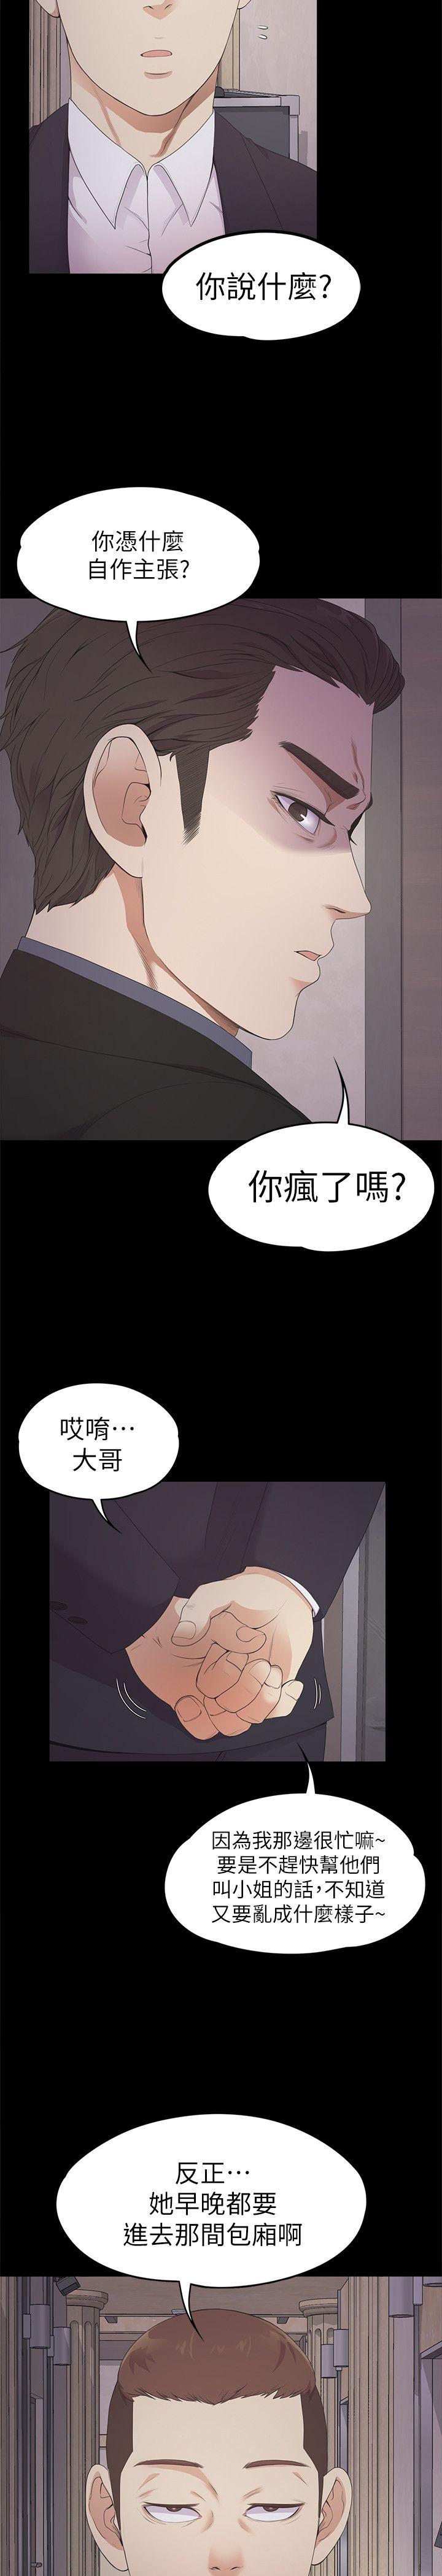 你說什麼?
你憑什麼
自作主張?
你瘋了嗎?
哎唷⋯
大哥
因為我那邊很忙嘛~
要是不趕快幫他們
叫小姐的話,不知道
又要亂成什麼樣子~
反正⋯
她早晚都要
進去那間包廂啊